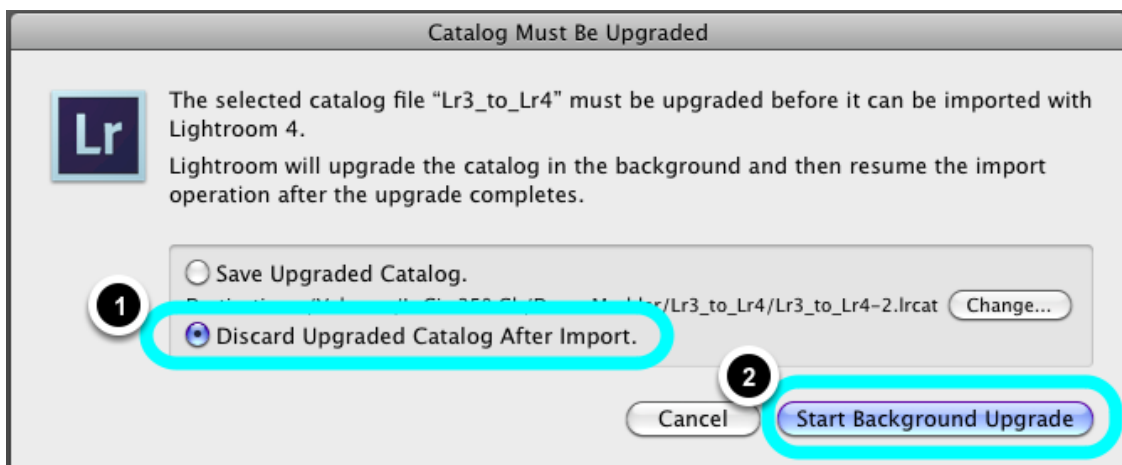 Catalog Must Be Upgraded
Lr
The selected catalog file “Lr3_to_Lr4” must be upgraded before it can be imported with
Lightroom 4.
Lightroom will upgrade the catalog in the background and then resume the import
operation after the upgrade completes.
Save Upgraded Catalog.
/Lr3_to_Lr4/Lr3_to_Lr4-2.lrcat Change...
1
Discard Upgraded Catalog After Import.
2
Cancel Start Background Upgrade